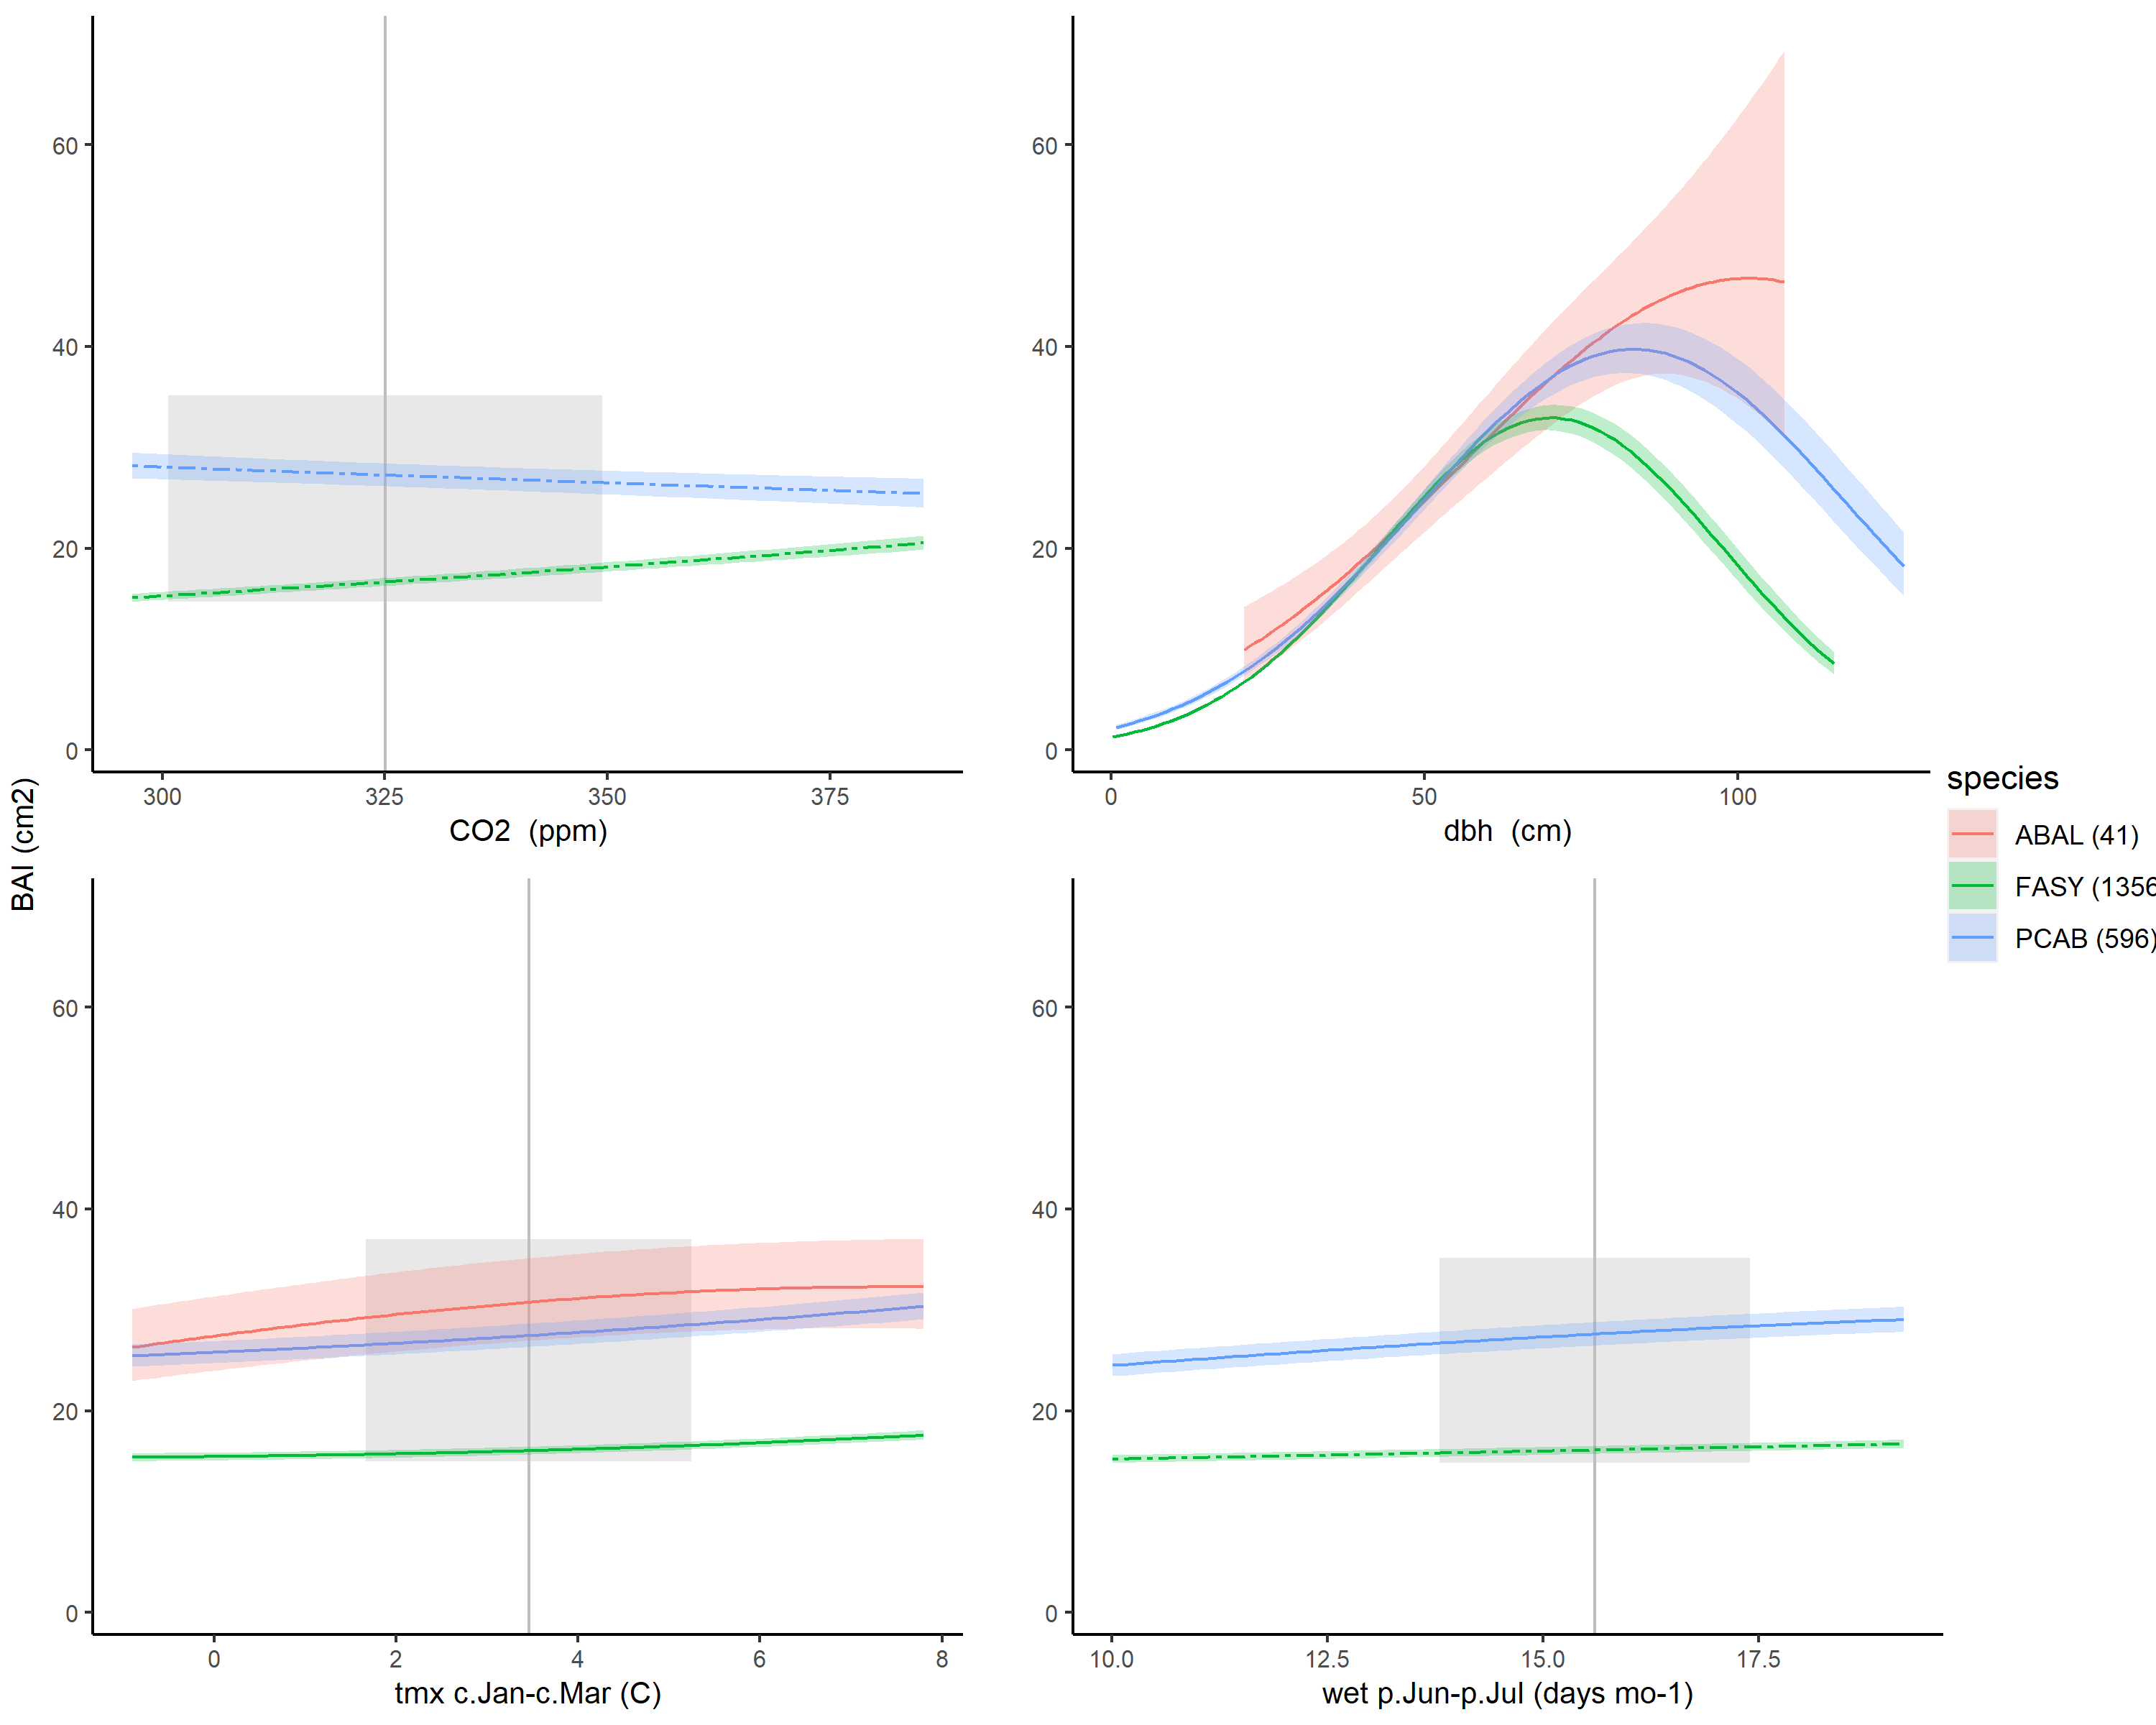 BAI (cm2)
60
40
20
0
300 325 350 375
CO2 (ppm)
60
40
20
0
0 50 100
dbh (cm)
species
ABAL (41)
FASY (1356
PCAB (596)
60
40
20
0
0 2 4 6 8
tmx c.Jan-c.Mar (C)
60
40
20
0
10.0 12.5 15.0 17.5
wet p.Jun-p.Jul (days mo-1)